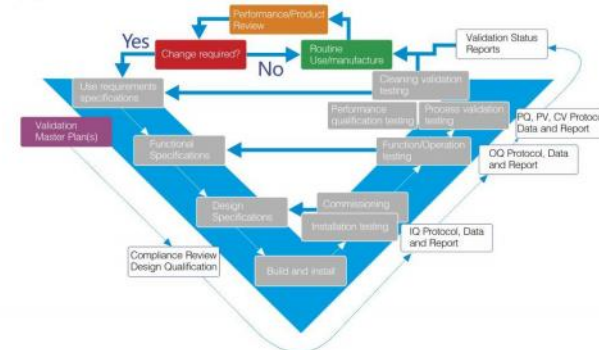 Performance/Product
Review
Yes
Change required?
No
Routine
Use/manufacture
Validation Status
Reports
Use requirements
specifications
Cleaning validation
testing
Performance
qualification testing
Process validation
testing
PQ, PV, CV Protocol
Data and Report
Validation
Master Plan(s)
Functional
Specifications
Function/Operation
testing
OQ Protocol, Data
and Report
Design
Specifications
Commissioning
Installation testing
IQ Protocol, Data
and Report
Compliance Review
Design Qualification
Build and install